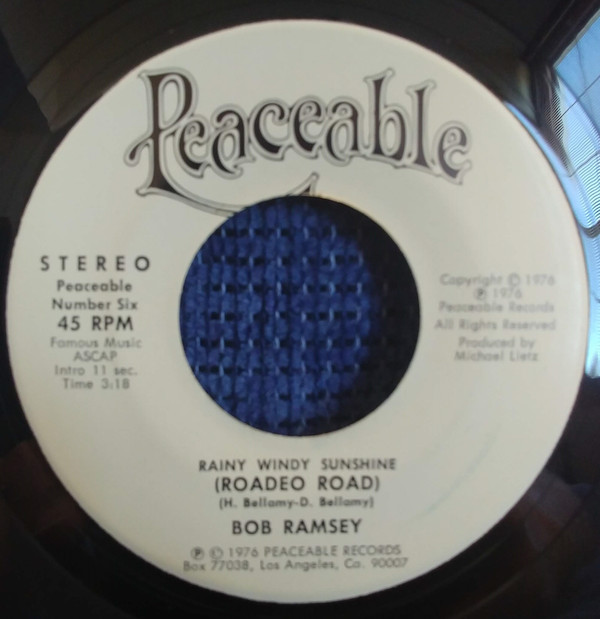 Peaceable
STEREO
Peaceable
Number Six
45 RPM
Famous Music
ASCAP
Intro 11 sec.
Time 3:18
Copyright © 1976
℗ 1976
Peaceable Records
All Rights Reserved
Produced by
Michael Lietz
RAINY WINDY SUNSHINE
(ROADEO ROAD)
(H. Bellamy-D. Bellamy)
BOB RAMSEY
℗ © 1976 PEACEABLE RECORDS
Box 77038, Los Angeles, Ca. 90007